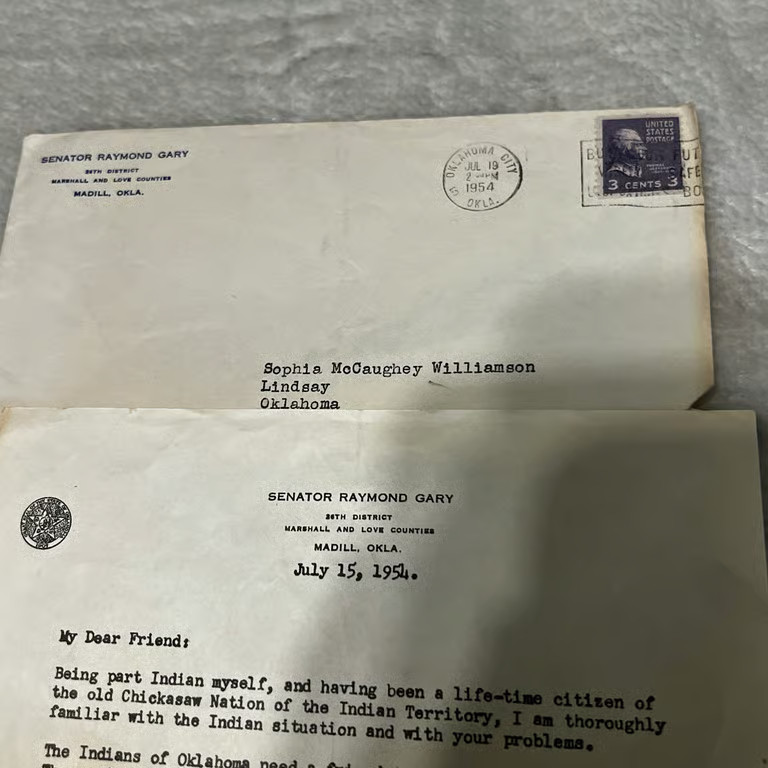 SENATOR RAYMOND GARY
26TH DISTRICT
MARSHALL AND LOVE COUNTIES
MADILL, OKLA.
OKLAHOMA CITY
JUL 19
2 PM
1954
OKLA.
UNITED
STATES
POSTAGE
3 CENTS 3
Sophia McCaughey Williamson
Lindsay
Oklahoma
SENATOR RAYMOND GARY
26TH DISTRICT
MARSHALL AND LOVE COUNTIES
MADILL, OKLA.
July 15, 1954.
My Dear Friend:
Being part Indian myself, and having been a life-time citizen of
the old Chickasaw Nation of the Indian Territory, I am thoroughly
familiar with the Indian situation and with your problems.
The Indians of Oklahoma need a